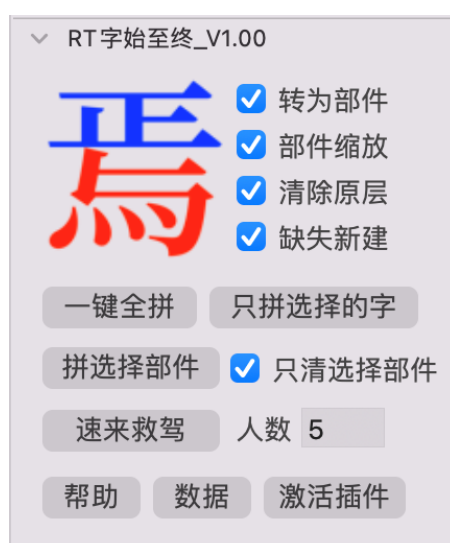 RT字始至终_V1.00
焉
转为部件
部件缩放
清除原层
缺失新建
一键全拼 只拼选择的字
拼选择部件 只清选择部件
速来救驾 人数 5
帮助 数据 激活插件